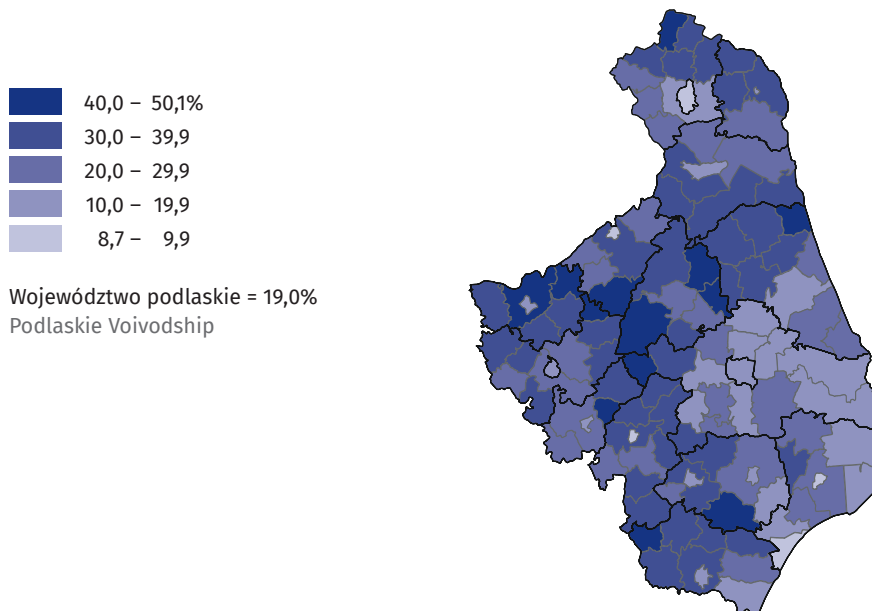 40,0 – 50,1%
30,0 – 39,9
20,0 – 29,9
10,0 – 19,9
8,7 – 9,9
Województwo podlaskie = 19,0%
Podlaskie Voivodship